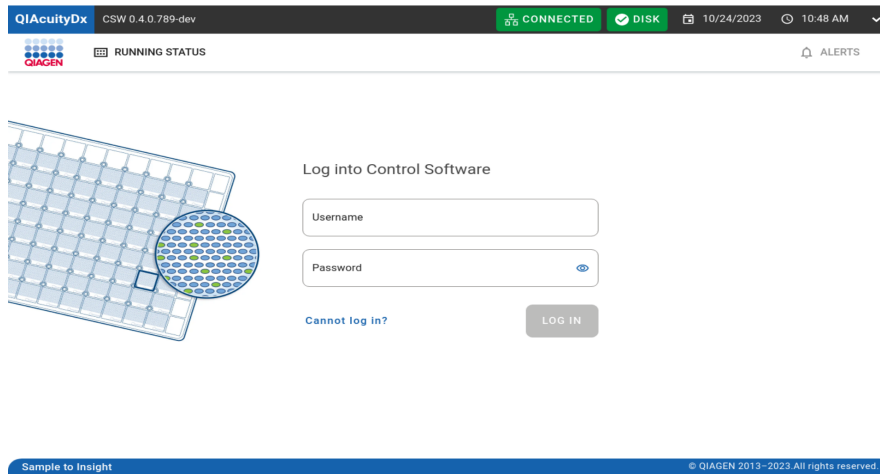 QIAcuityDx CSW 0.4.0.789-dev CONNECTED DISK 10/24/2023 10:48 AM
QIAGEN RUNNING STATUS ALERTS
Log into Control Software
Username
Password
Cannot log in? LOG IN
Sample to Insight © QIAGEN 2013–2023.All rights reserved.